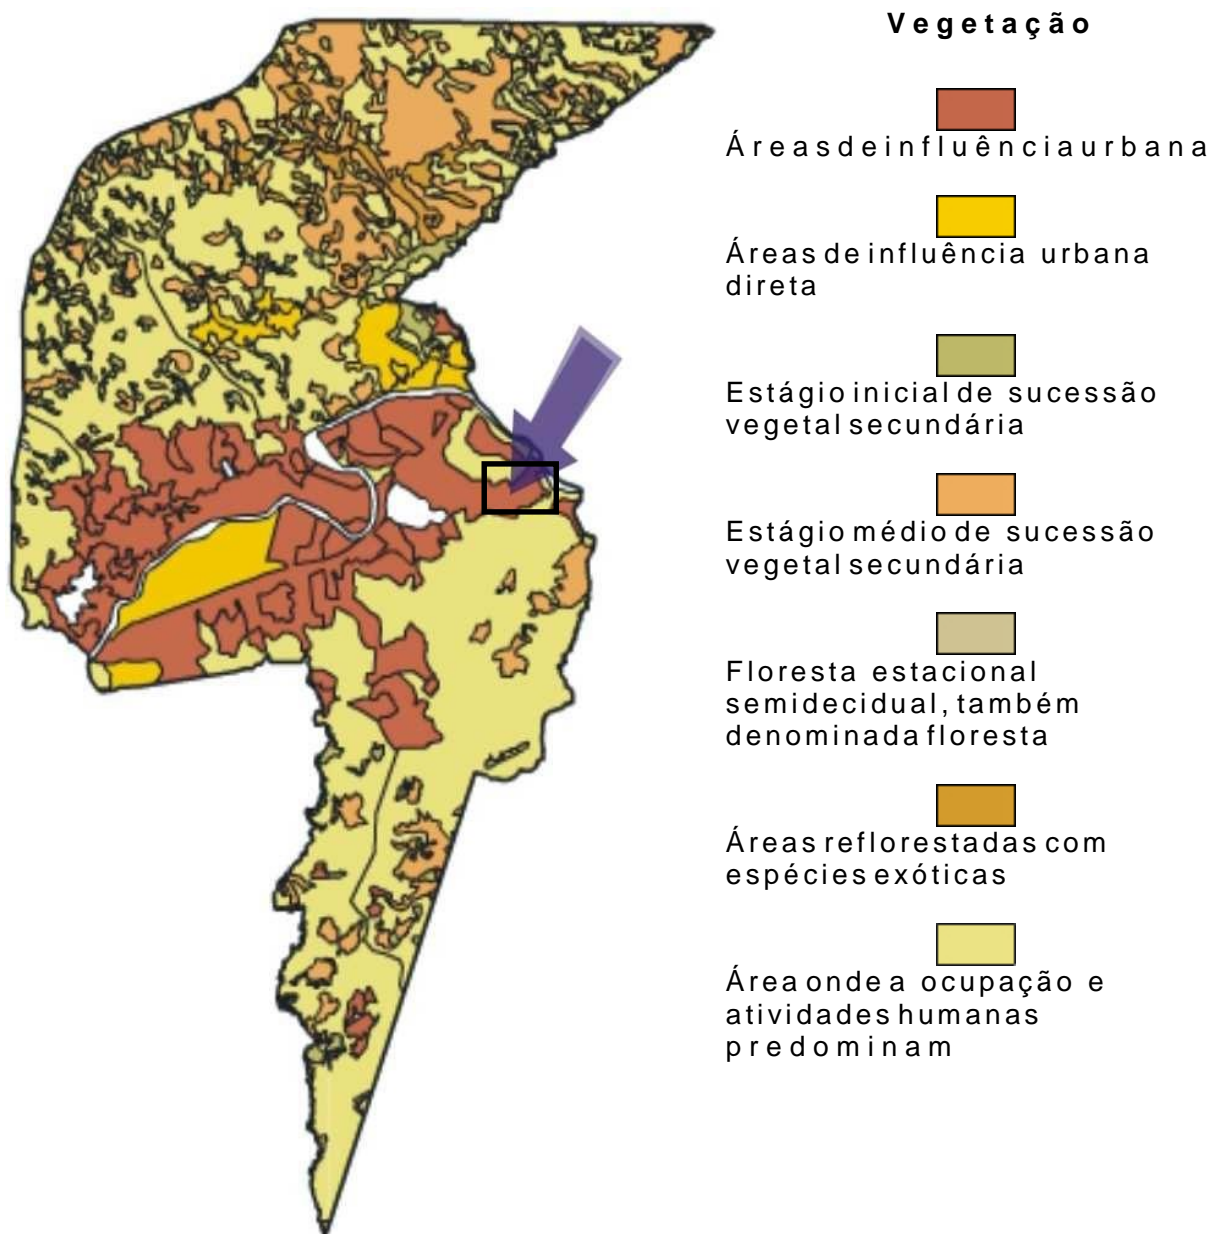 Vegetação
Áreas de influência urbana
Áreas de influência urbana
direta
Estágio inicial de sucessão
vegetal secundária
Estágio médio de sucessão
vegetal secundária
Floresta estacional
semidecidual, também
denominada floresta
Áreas reflorestadas com
espécies exóticas
Área onde a ocupação e
atividades humanas
predominam